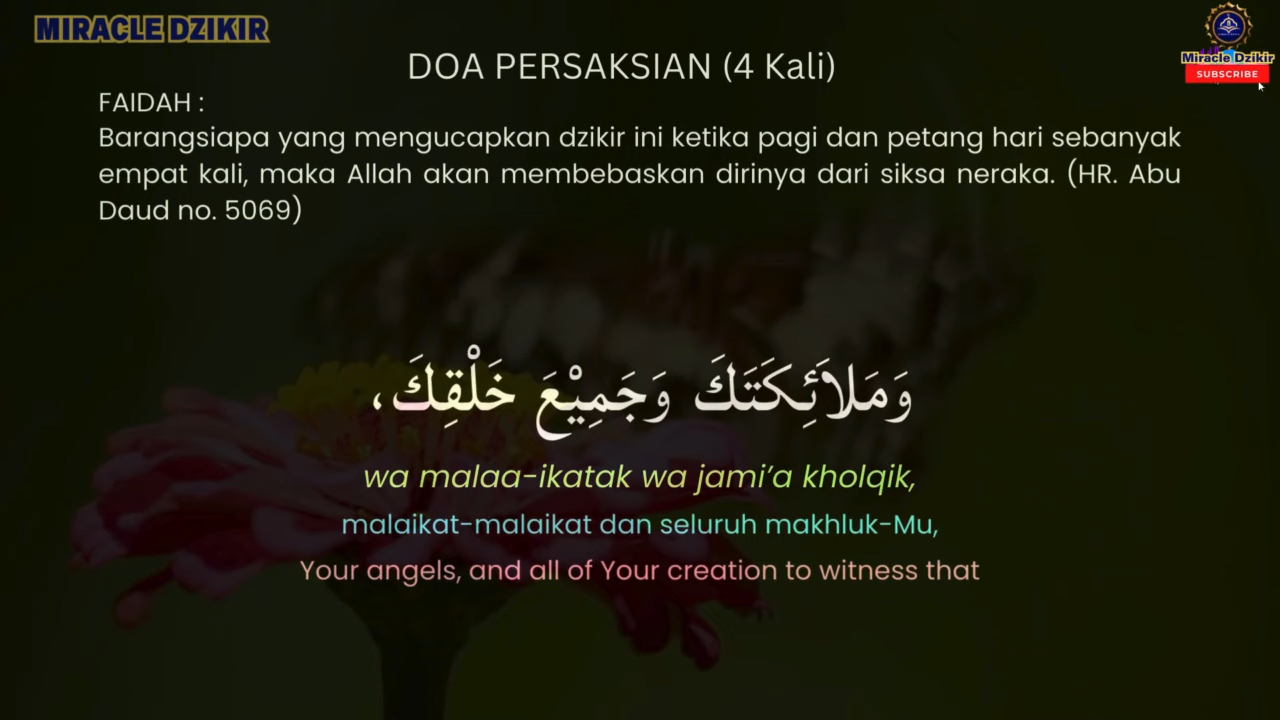 MIRACLE DZIKIR
Miracle Dzikir
SUBSCRIBE
DOA PERSAKSIAN (4 Kali)
FAIDAH :
Barangsiapa yang mengucapkan dzikir ini ketika pagi dan petang hari sebanyak
empat kali, maka Allah akan membebaskan dirinya dari siksa neraka. (HR. Abu
Daud no. 5069)
وَمَلاَئِكَتَكَ وَجَمِيْعَ خَلْقِكَ،
wa malaa-ikatak wa jami’a kholqik,
malaikat-malaikat dan seluruh makhluk-Mu,
Your angels, and all of Your creation to witness that